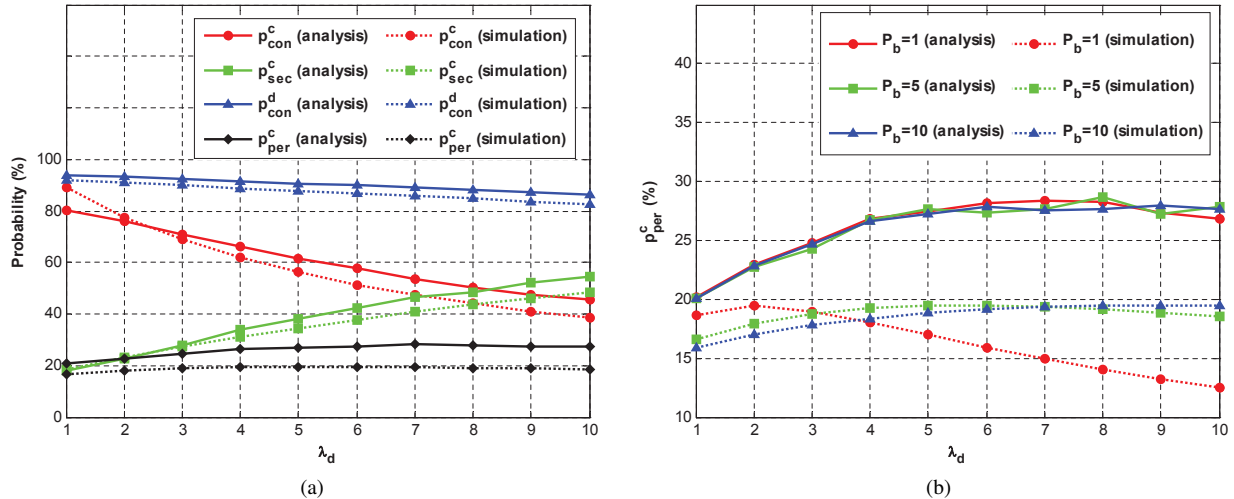 p^c_con (analysis) p^c_con (simulation)
p^c_sec (analysis) p^c_sec (simulation)
p^d_con (analysis) p^d_con (simulation)
p^c_per (analysis) p^c_per (simulation)
Probability (%)
100
80
60
40
20
0
1 2 3 4 5 6 7 8 9 10
λ_d
(a)
P_b=1 (analysis) P_b=1 (simulation)
P_b=5 (analysis) P_b=5 (simulation)
P_b=10 (analysis) P_b=10 (simulation)
p^c_per (%)
40
35
30
25
20
15
10
1 2 3 4 5 6 7 8 9 10
λ_d
(b)